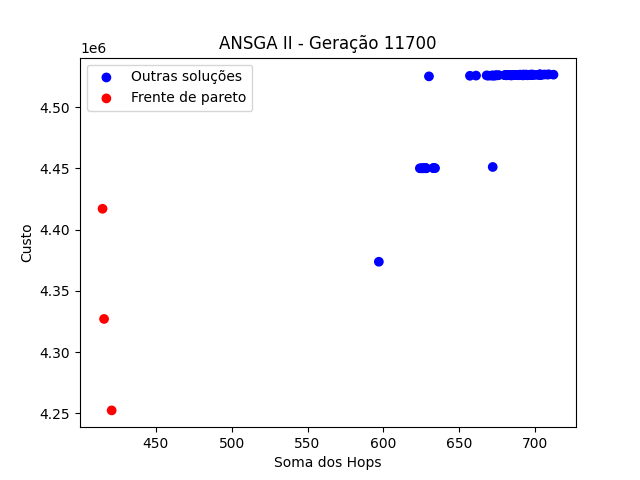 ANSGA II - Geração 11700
1e6
Outras soluções
Frente de pareto
4.50
4.45
4.40
4.35
4.30
4.25
Custo
450 500 550 600 650 700
Soma dos Hops